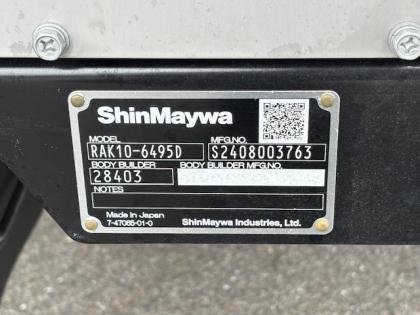 ShinMaywa
MODEL MFG.NO.
RAK10-6495D S2408003763
BODY BUILDER BODY BUILDER MFG.NO.
28403
NOTES
Made in Japan
7-47065-01-0 ShinMaywa Industries, Ltd.